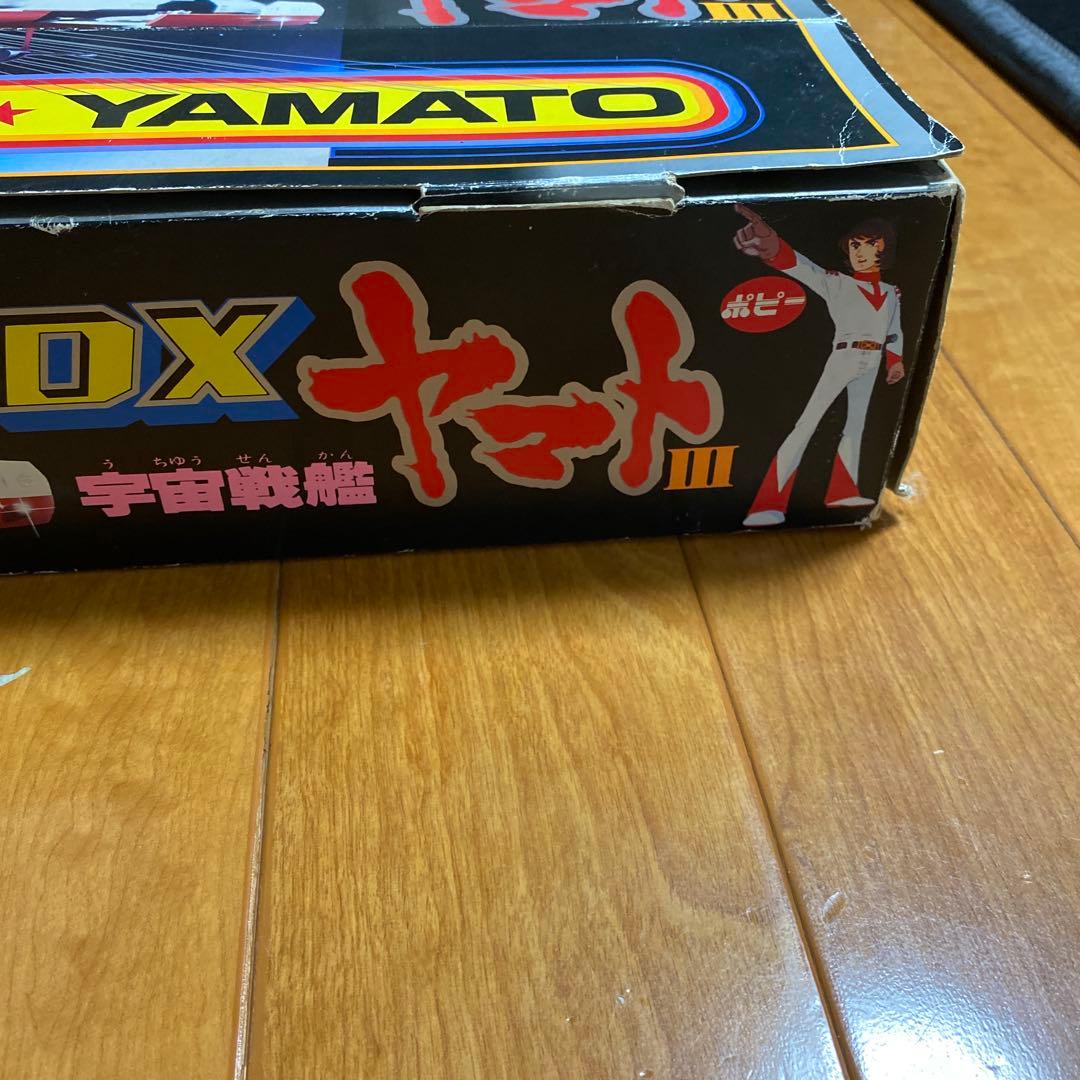 III
★ YAMATO
DX
ヤマト III
う ちゅう せん かん
宇宙戦艦
ポピー